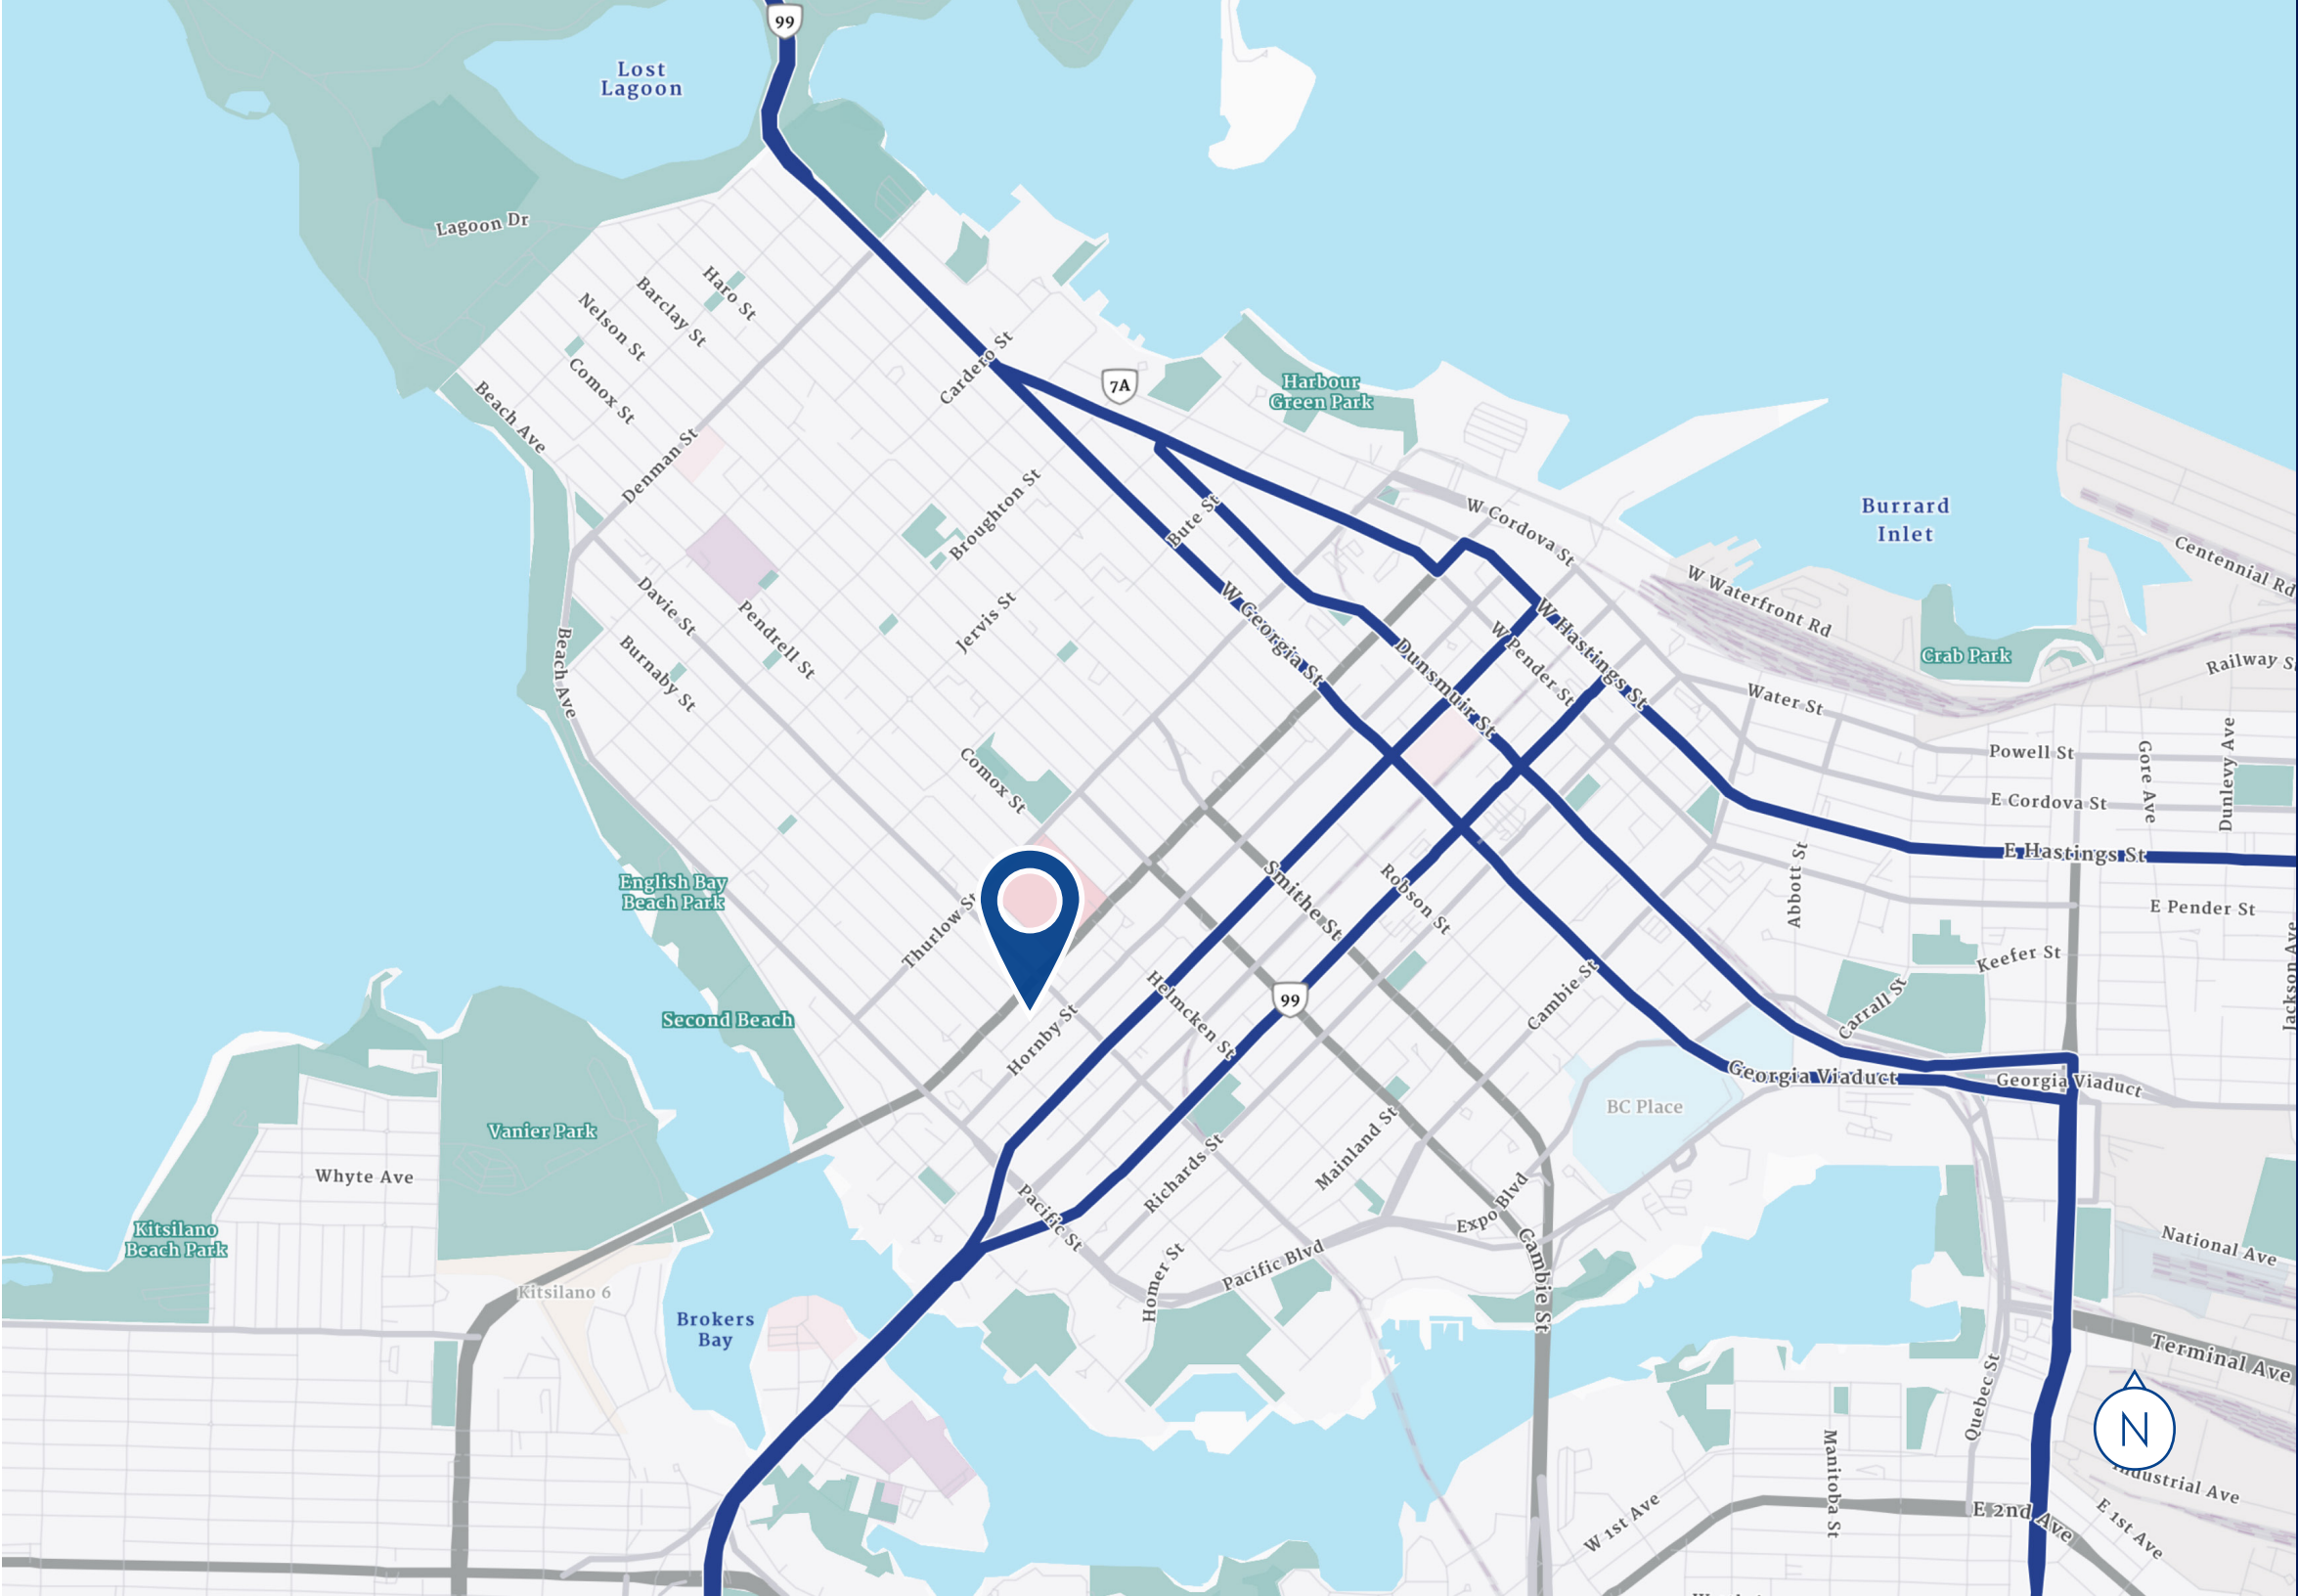 99
Lost
Lagoon
Lagoon Dr
Haro St
Barclay St
Nelson St
Comox St
Beach Ave
Cardero St
7A
Harbour
Green Park
Denman St
Broughton St
Bute St
W Cordova St
Burrard
Inlet
Centennial Rd
W Waterfront Rd
Davie St
Pendrell St
Jervis St
W Georgia St
Dunsmuir St
W Pender St
W Hastings St
Crab Park
Railway S
Beach Ave
Burnaby St
Water St
Powell St
Gore Ave
Dunlevy Ave
Comox St
E Cordova St
E Hastings St
English Bay
Beach Park
Smithe St
Robson St
Abbott St
E Pender St
Thurlow St
Keefer St
Jackson Ave
Second Beach
Hornby St
Helmcken St
99
Cambie St
Carrall St
Georgia Viaduct
Georgia Viaduct
BC Place
Vanier Park
Whyte Ave
Mainland St
Richards St
Pacific St
Expo Blvd
Kitsilano
Beach Park
Kitsilano 6
Homer St
Pacific Blvd
Cambie St
National Ave
Brokers
Bay
Terminal Ave
Quebec St
N
Manitoba St
Industrial Ave
W 1st Ave
E 2nd Ave
E 1st Ave